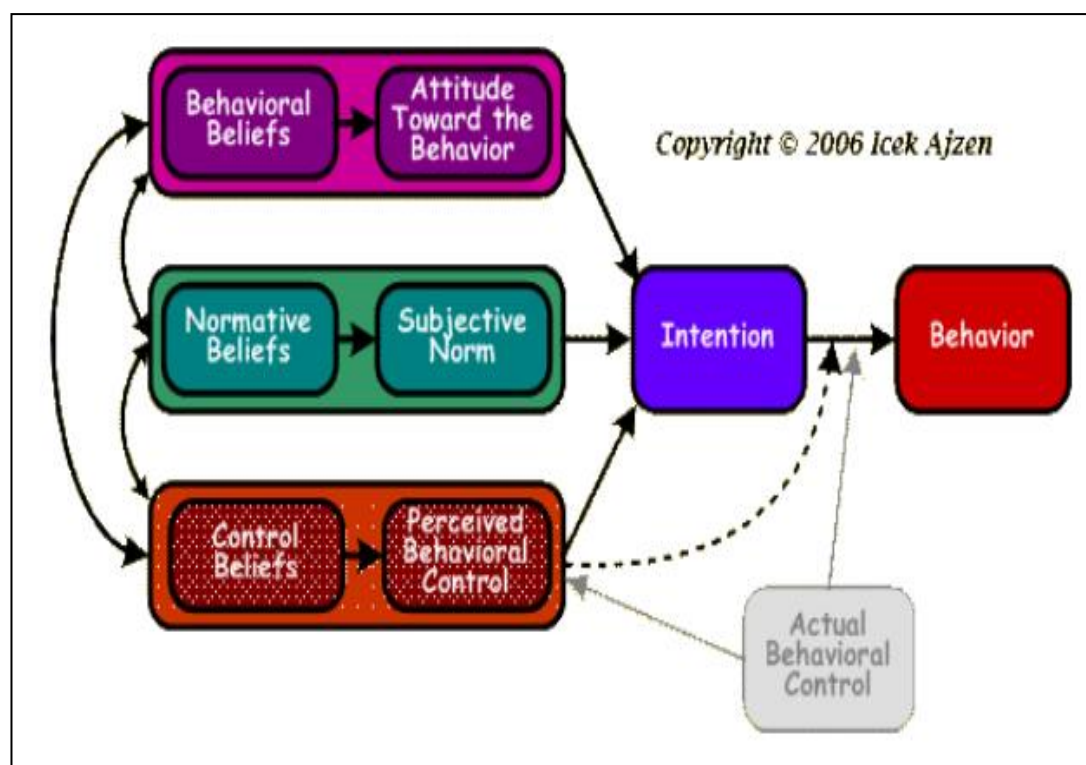 Behavioral
Beliefs
Attitude
Toward the
Behavior
Copyright © 2006 Icek Ajzen
Normative
Beliefs
Subjective
Norm
Intention
Behavior
Control
Beliefs
Perceived
Behavioral
Control
Actual
Behavioral
Control